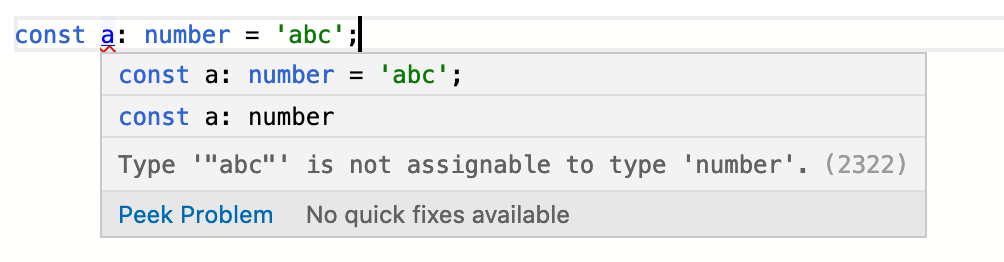 const a: number = 'abc';
const a: number = 'abc';
const a: number
Type '"abc"' is not assignable to type 'number'. (2322)
Peek Problem No quick fixes available